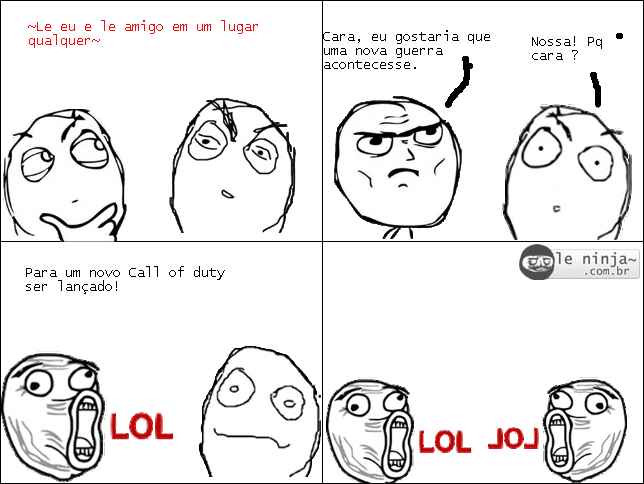 ~Le eu e le amigo em um lugar
qualquer~
Cara, eu gostaria que
uma nova guerra
acontecesse.
Nossa! Pq
cara ?
Para um novo Call of duty
ser lançado!
LOL
le ninja~
.com.br
LOL
LOL